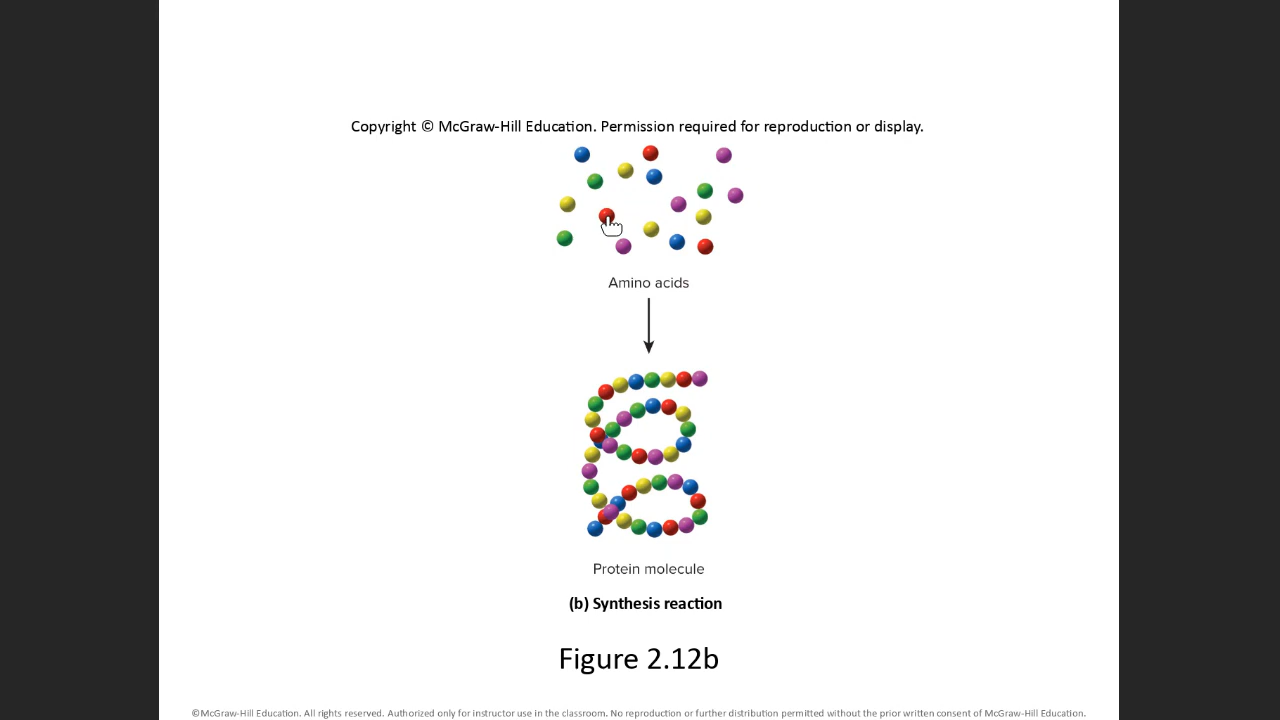 Copyright © McGraw-Hill Education. Permission required for reproduction or display.
Amino acids
Protein molecule
(b) Synthesis reaction
Figure 2.12b
©McGraw-Hill Education. All rights reserved. Authorized only for instructor use in the classroom. No reproduction or further distribution permitted without the prior written consent of McGraw-Hill Education.